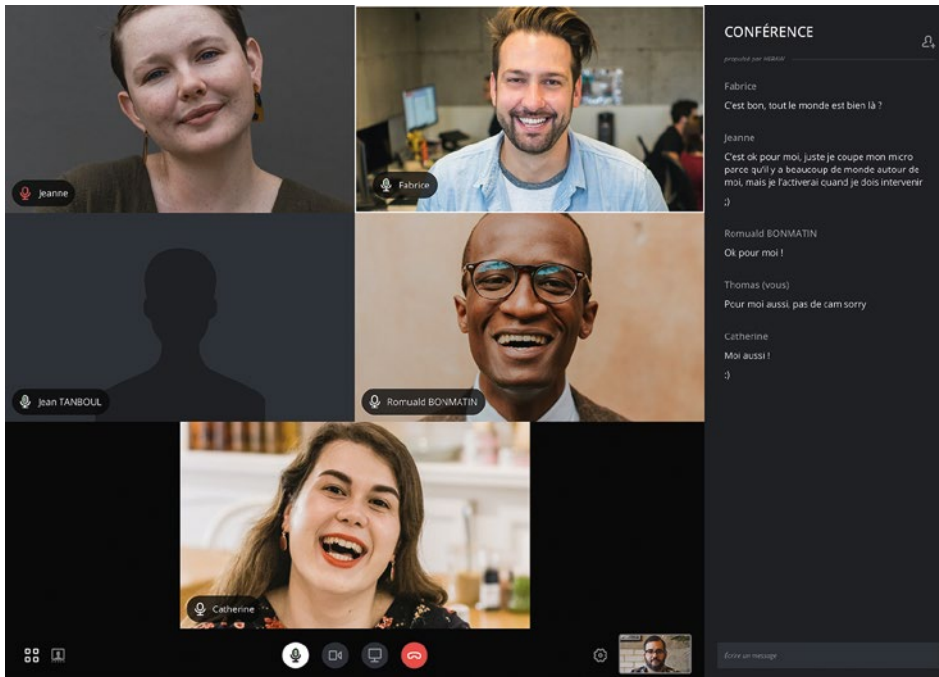 Jeanne
Fabrice
Jean TANBOUL
Romuald BONMATIN
Catherine
CONFÉRENCE
propulsé par
Fabrice
C'est bon, tout le monde est bien là ?
Jeanne
C'est ok pour moi, juste je coupe mon micro
parce qu'il y a beaucoup de monde autour de
moi, mais je l'activerai quand je dois intervenir
;)
Romuald BONMATIN
Ok pour moi !
Thomas (vous)
Pour moi aussi, pas de cam sorry
Catherine
Moi aussi !
:)
Écrire un message